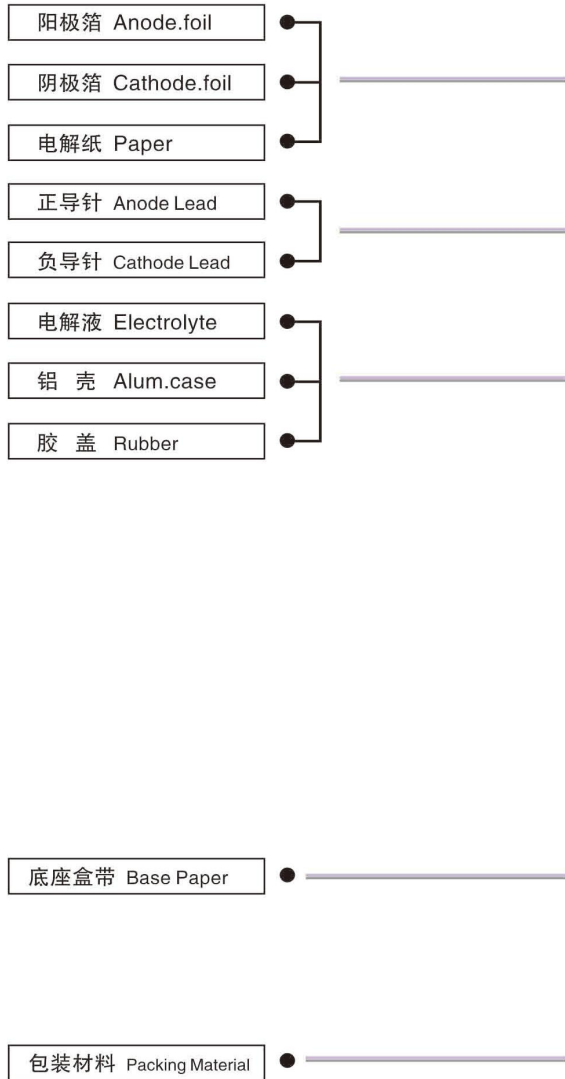 阳极箔 Anode.foil
阴极箔 Cathode.foil
电解纸 Paper
正导针 Anode Lead
负导针 Cathode Lead
电解液 Electrolyte
铝 壳 Alum.case
胶 盖 Rubber
底座盒带 Base Paper
包装材料 Packing Material